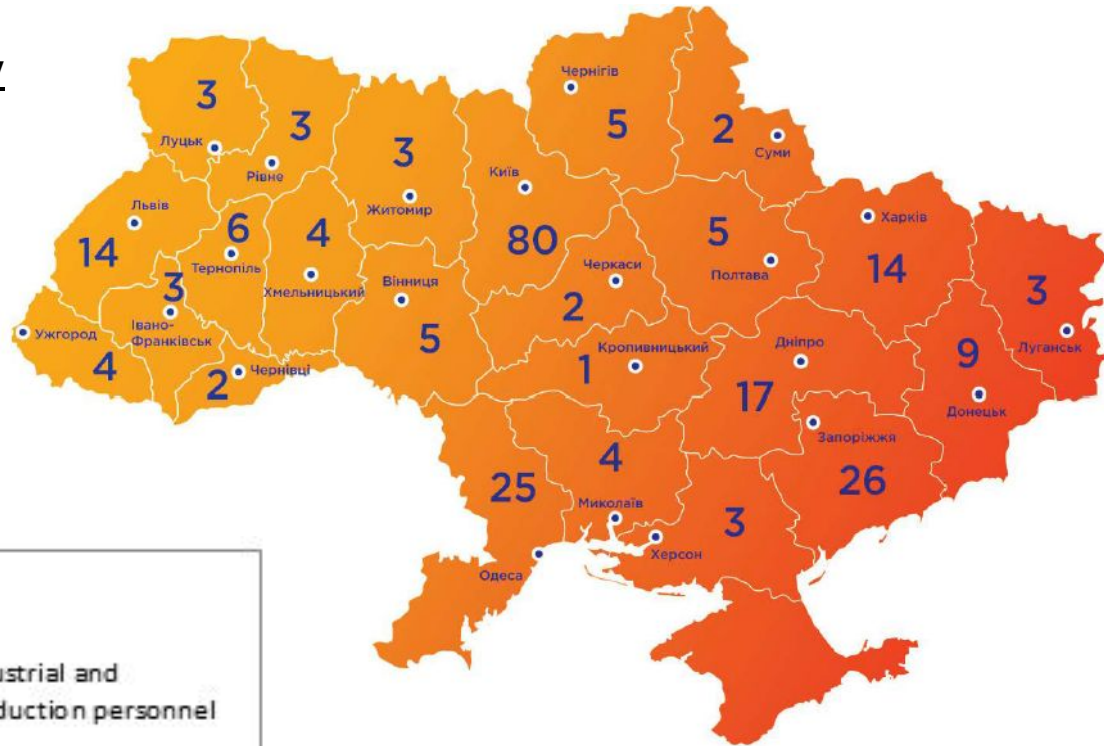 Чернігів
3
5
2
3
Суми
Луцьк
3
Рівне
Київ
Житомир
Львів
Харків
6
4
80
5
14
Тернопіль
Черкаси
Полтава
14
3
Хмельницький
Вінниця
2
3
Ужгород
Івано-
Франківськ
5
Кропивницький
Дніпро
9
Луганськ
4
2
Чернівці
1
17
Донецьк
Запоріжжя
4
25
26
Миколаїв
3
Херсон
Одеса
ustrial and
duction personnel